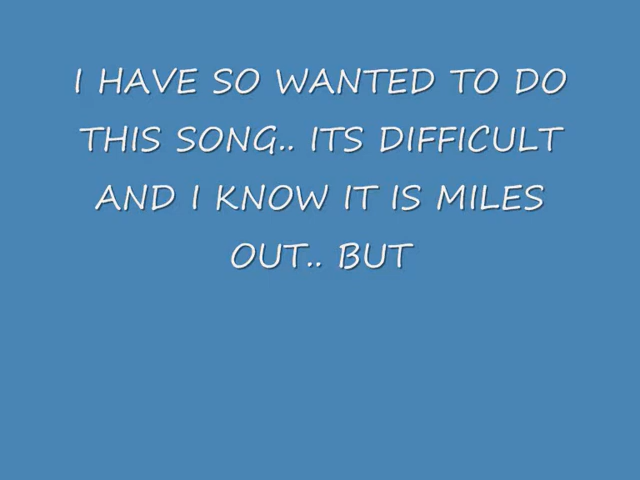 I HAVE SO WANTED TO DO
THIS SONG.. ITS DIFFICULT
AND I KNOW IT IS MILES
OUT.. BUT